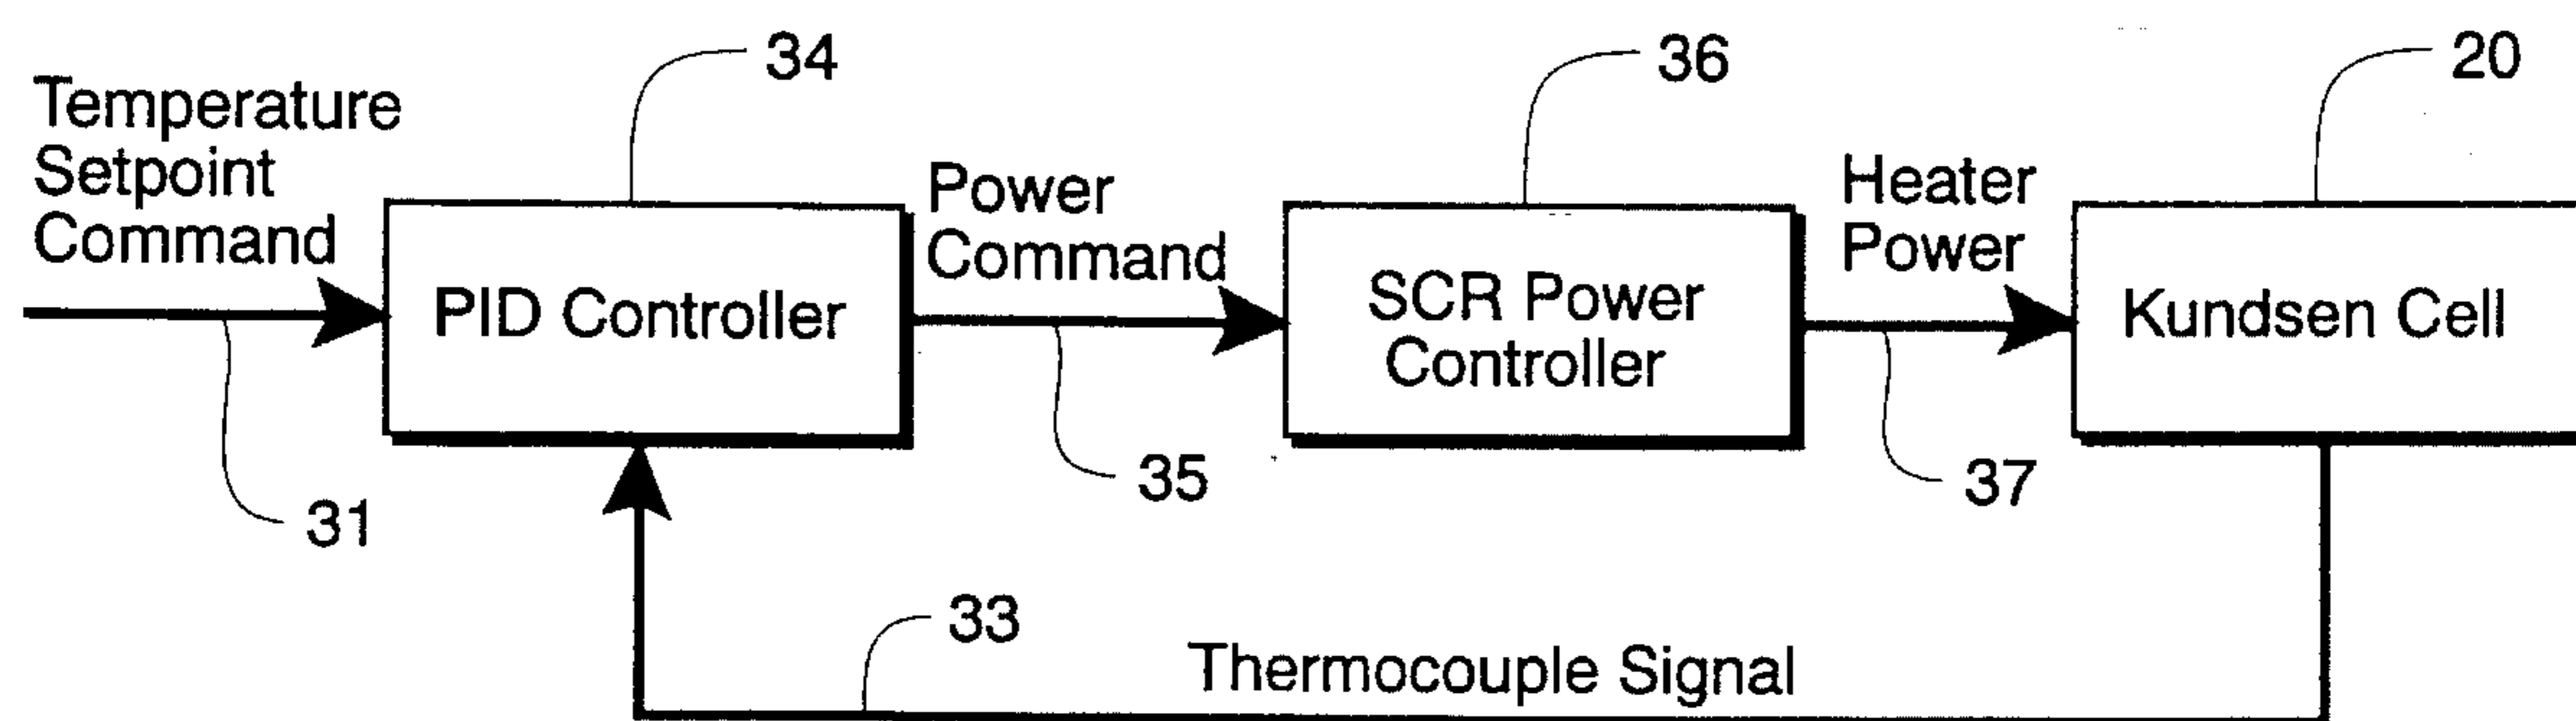 34
36
20
Temperature
Setpoint
Command
Power
Command
Heater
Power
PID Controller
SCR Power
Controller
Kundsen Cell
31
35
37
33
Thermocouple Signal